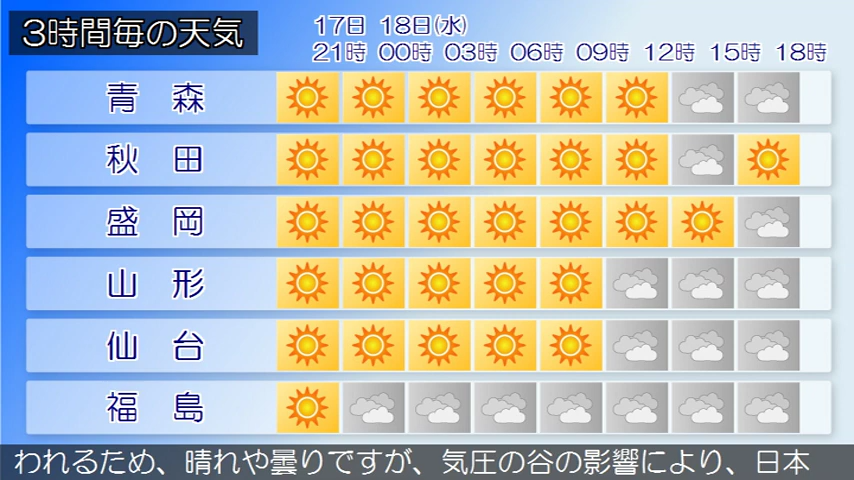 3時間毎の天気
17日 18日(水)
21時 00時 03時 06時 09時 12時 15時 18時
青 森
秋 田
盛 岡
山 形
仙 台
福 島
われるため、晴れや曇りですが、気圧の谷の影響により、日本